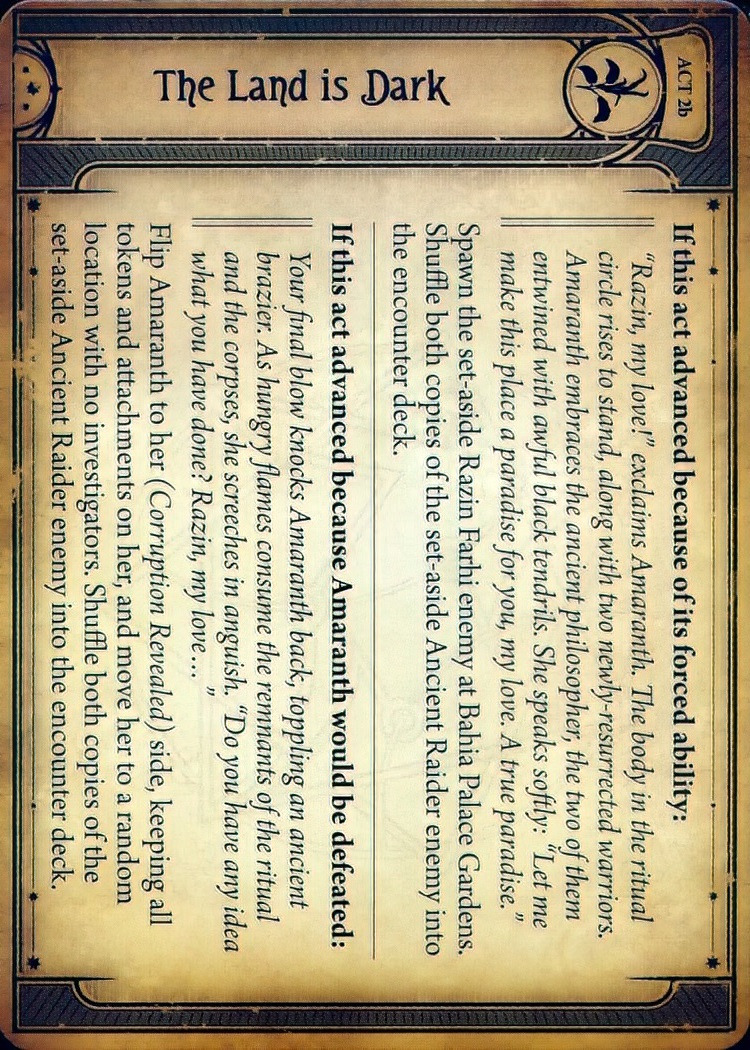 ACT 2b
The Land is Dark
If this act advanced because of its forced ability:
“Razin, my love!” exclaims Amaranth. The body in the ritual
circle rises to stand, along with two newly-resurrected warriors.
Amaranth embraces the ancient philosopher, the two of them
entwined with awful black tendrils. She speaks softly: “Let me
make this place a paradise for you, my love. A true paradise.”
Spawn the set-aside Razin Farhi enemy at Bahia Palace Gardens.
Shuffle both copies of the set-aside Ancient Raider enemy into
the encounter deck.
If this act advanced because Amaranth would be defeated:
Your final blow knocks Amaranth back, toppling an ancient
brazier. As hungry flames consume the remnants of the ritual
and the corpses, she screeches in anguish. “Do you have any idea
what you have done? Razin, my love…”
Flip Amaranth to her (Corruption Revealed) side, keeping all
tokens and attachments on her, and move her to a random
location with no investigators. Shuffle both copies of the
set-aside Ancient Raider enemy into the encounter deck.